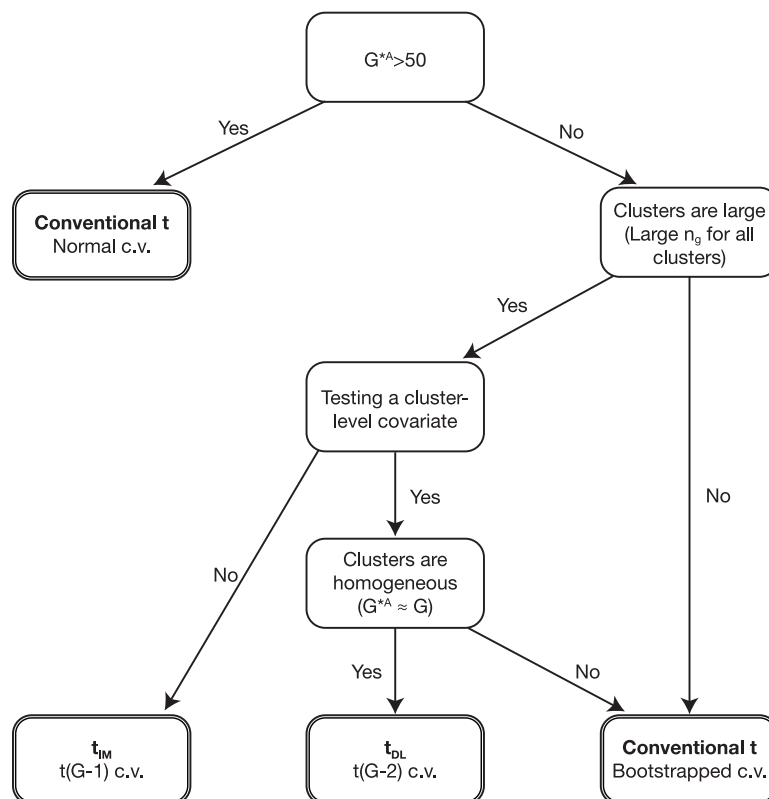 G*A>50
Yes
No
Conventional t
Normal c.v.
Clusters are large
(Large ng for all
clusters)
Yes
Testing a cluster-
level covariate
No
Yes
No
Clusters are
homogeneous
(G*A ≈ G)
Yes
No
tIM
t(G-1) c.v.
tDL
t(G-2) c.v.
Conventional t
Bootstrapped c.v.